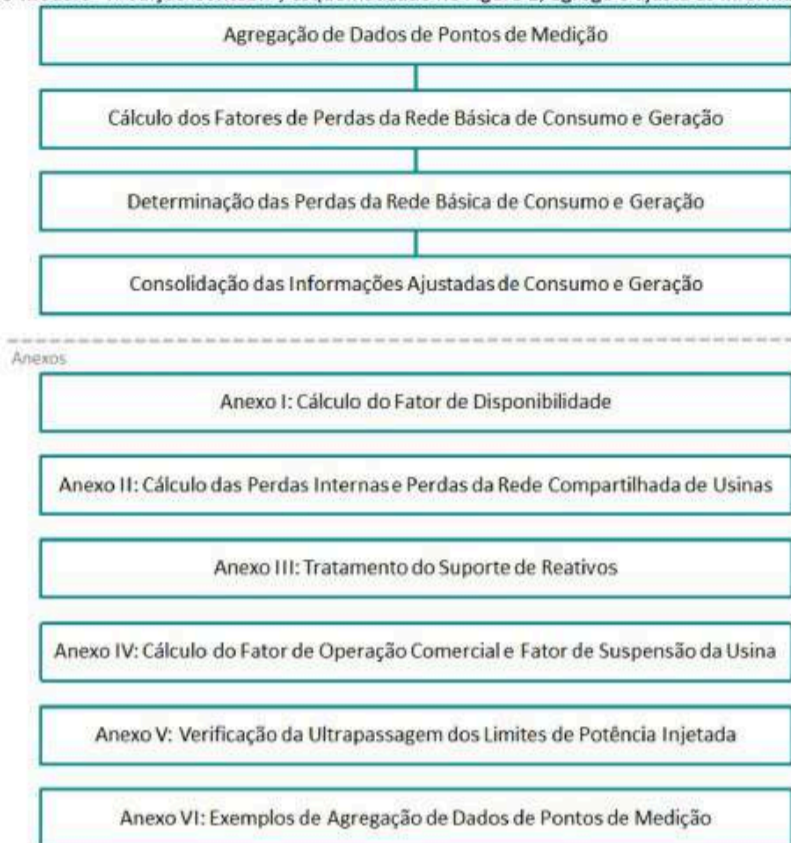 Agregação de Dados de Pontos de Medição
Cálculo dos Fatores de Perdas da Rede Básica de Consumo e Geração
Determinação das Perdas da Rede Básica de Consumo e Geração
Consolidação das Informações Ajustadas de Consumo e Geração
Anexos
Anexo I: Cálculo do Fator de Disponibilidade
Anexo II: Cálculo das Perdas Internas e Perdas da Rede Compartilhada de Usinas
Anexo III: Tratamento do Suporte de Reativos
Anexo IV: Cálculo do Fator de Operação Comercial e Fator de Suspensão da Usina
Anexo V: Verificação da Ultrapassagem dos Limites de Potência Injetada
Anexo VI: Exemplos de Agregação de Dados de Pontos de Medição